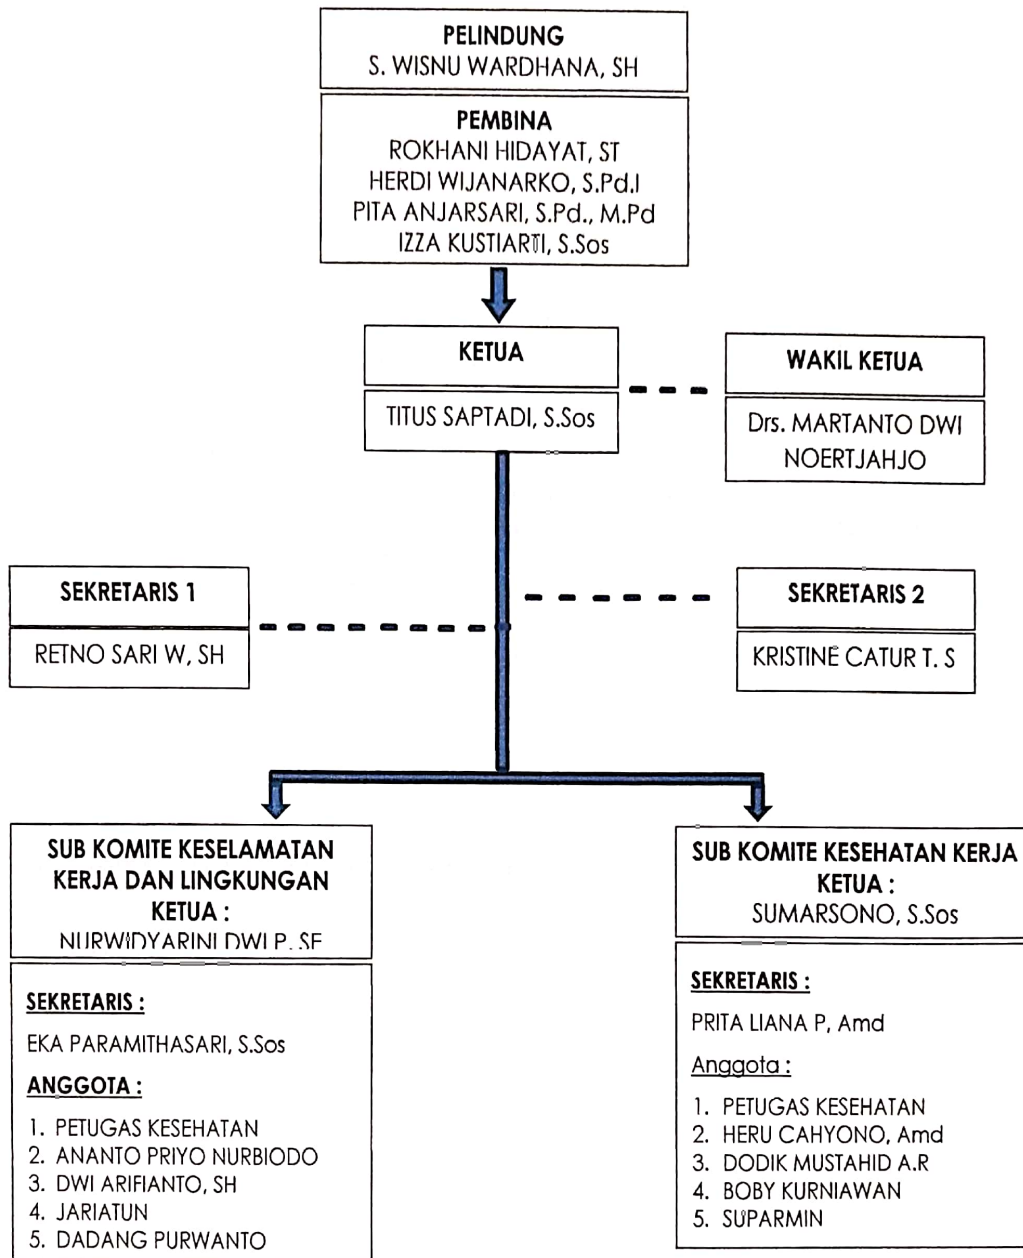 PELINDUNG
S. WISNU WARDHANA, SH
PEMBINA
ROKHANI HIDAYAT, ST
HERDI WIJANARKO, S.Pd.I
PITA ANJARSARI, S.Pd., M.Pd
IZZA KUSTIARTI, S.Sos
KETUA
TITUS SAPTADI, S.Sos
WAKIL KETUA
Drs. MARTANTO DWI
NOERTJAHJO
SEKRETARIS 1
RETNO SARI W, SH
SEKRETARIS 2
KRISTINE CATUR T. S
SUB KOMITE KESELAMATAN
KERJA DAN LINGKUNGAN
KETUA :
NURWIDYARINI DWI P. SE
SEKRETARIS :
EKA PARAMITHASARI, S.Sos
ANGGOTA :
1. PETUGAS KESEHATAN
2. ANANTO PRIYO NURBIODO
3. DWI ARIFIANTO, SH
4. JARIATUN
5. DADANG PURWANTO
SUB KOMITE KESEHATAN KERJA
KETUA :
SUMARSONO, S.Sos
SEKRETARIS :
PRITA LIANA P, Amd
Anggota :
1. PETUGAS KESEHATAN
2. HERU CAHYONO, Amd
3. DODIK MUSTAHID A.R
4. BOBY KURNIAWAN
5. SUPARMIN